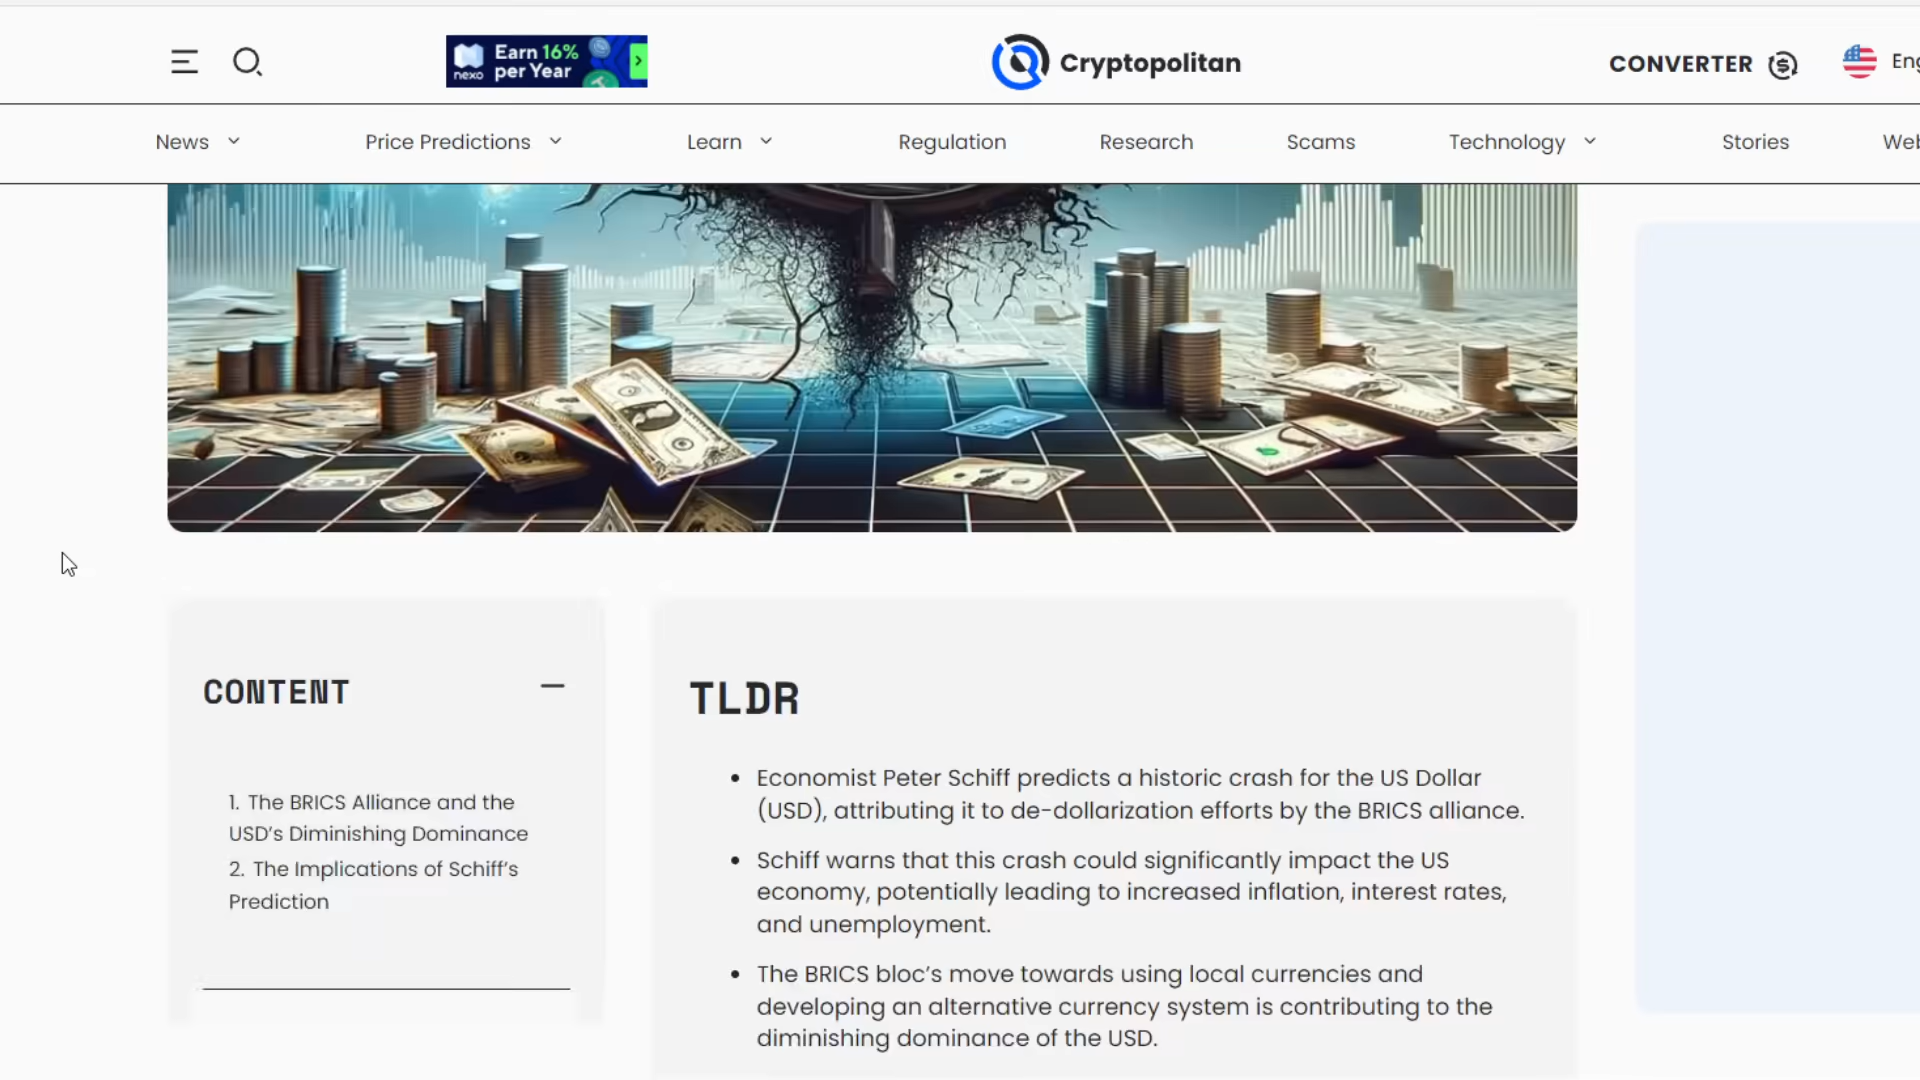 nexo
Earn 16%
per Year
Cryptopolitan
CONVERTER
Eng
News
Price Predictions
Learn
Regulation
Research
Scams
Technology
Stories
Web
CONTENT
1. The BRICS Alliance and the
USD's Diminishing Dominance
2. The Implications of Schiff's
Prediction
TLDR
• Economist Peter Schiff predicts a historic crash for the US Dollar
(USD), attributing it to de-dollarization efforts by the BRICS alliance.
• Schiff warns that this crash could significantly impact the US
economy, potentially leading to increased inflation, interest rates,
and unemployment.
• The BRICS bloc's move towards using local currencies and
developing an alternative currency system is contributing to the
diminishing dominance of the USD.